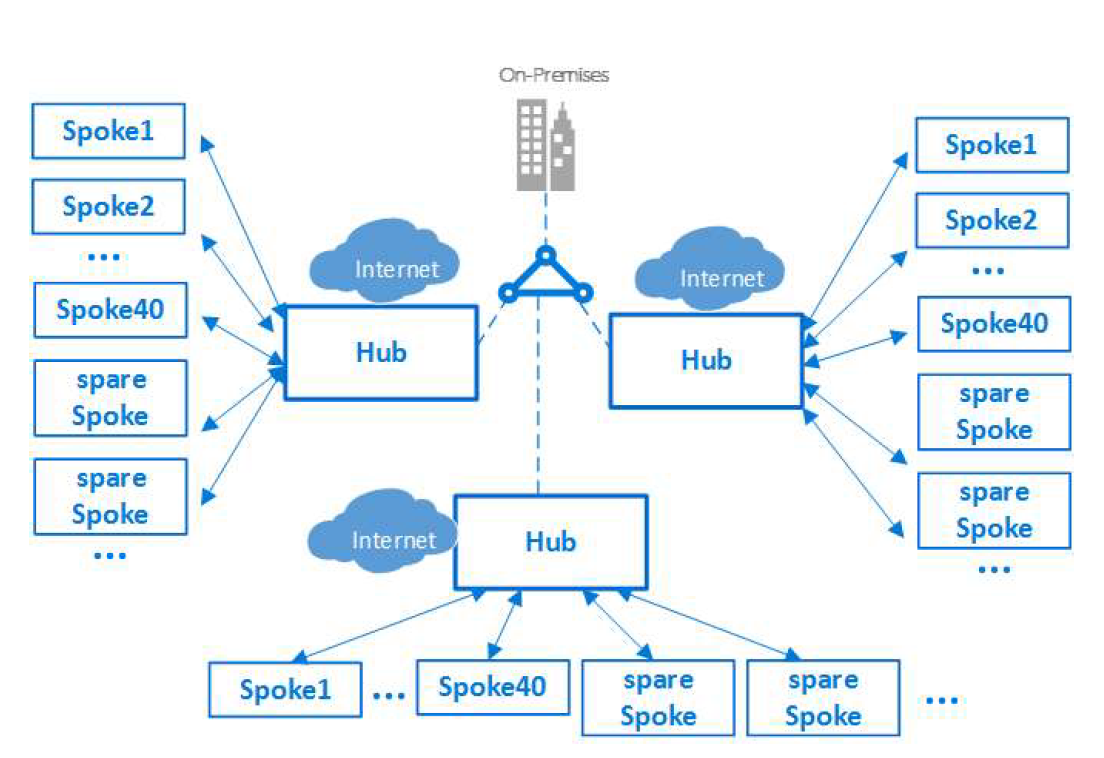 On-Premises
Spoke1
Spoke2
...
Spoke40
spare
Spoke
spare
Spoke
...
Internet
Hub
Internet
Hub
Spoke1
Spoke2
...
Spoke40
spare
Spoke
spare
Spoke
...
Internet
Hub
Spoke1
...
Spoke40
spare
Spoke
spare
Spoke
...